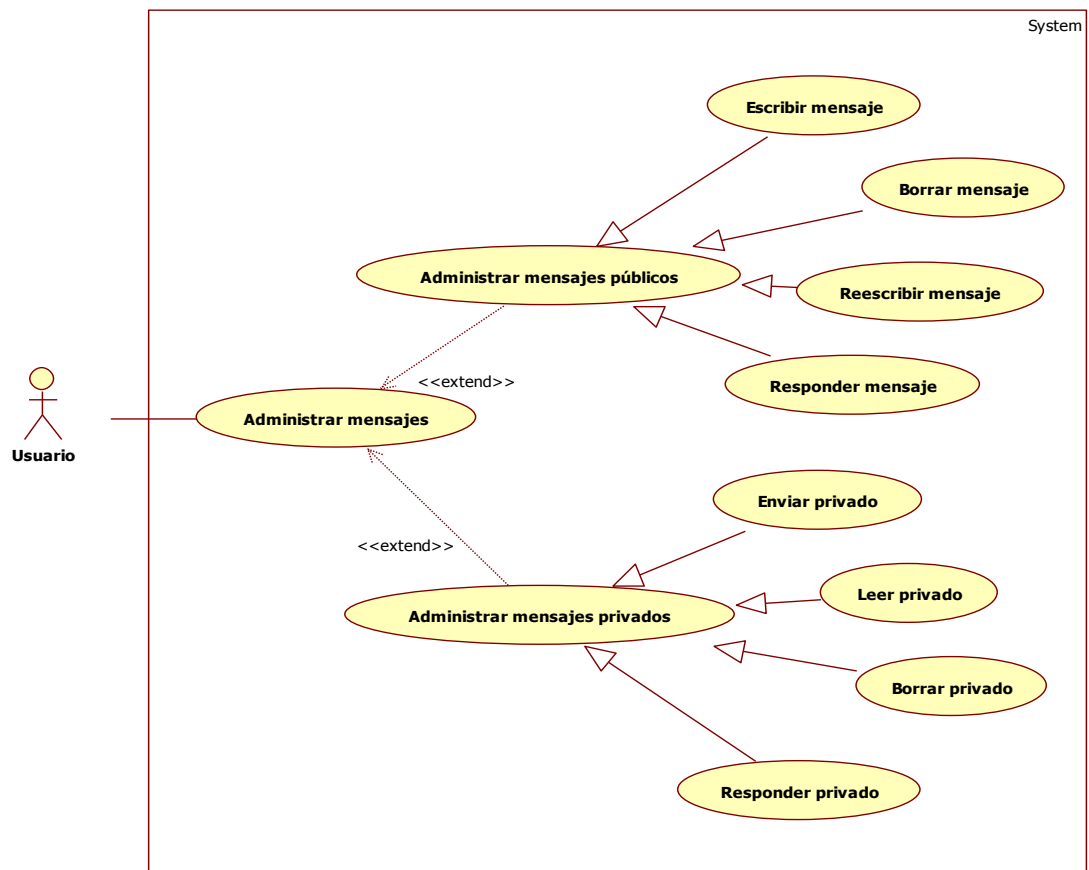 System
Escribir mensaje
Borrar mensaje
Administrar mensajes públicos
Reescribir mensaje
Responder mensaje
<<extend>>
Administrar mensajes
Usuario
Enviar privado
<<extend>>
Leer privado
Administrar mensajes privados
Borrar privado
Responder privado